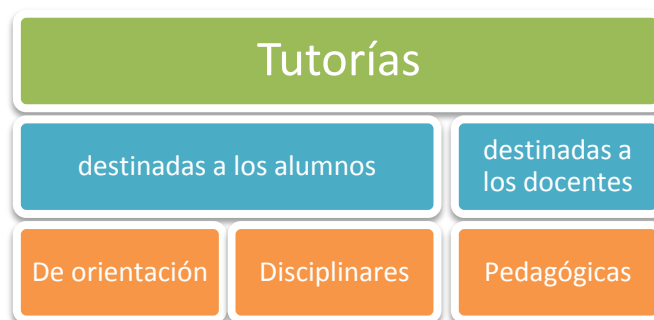 Tutorías
destinadas a los alumnos
destinadas a
los docentes
De orientación
Disciplinares
Pedagógicas